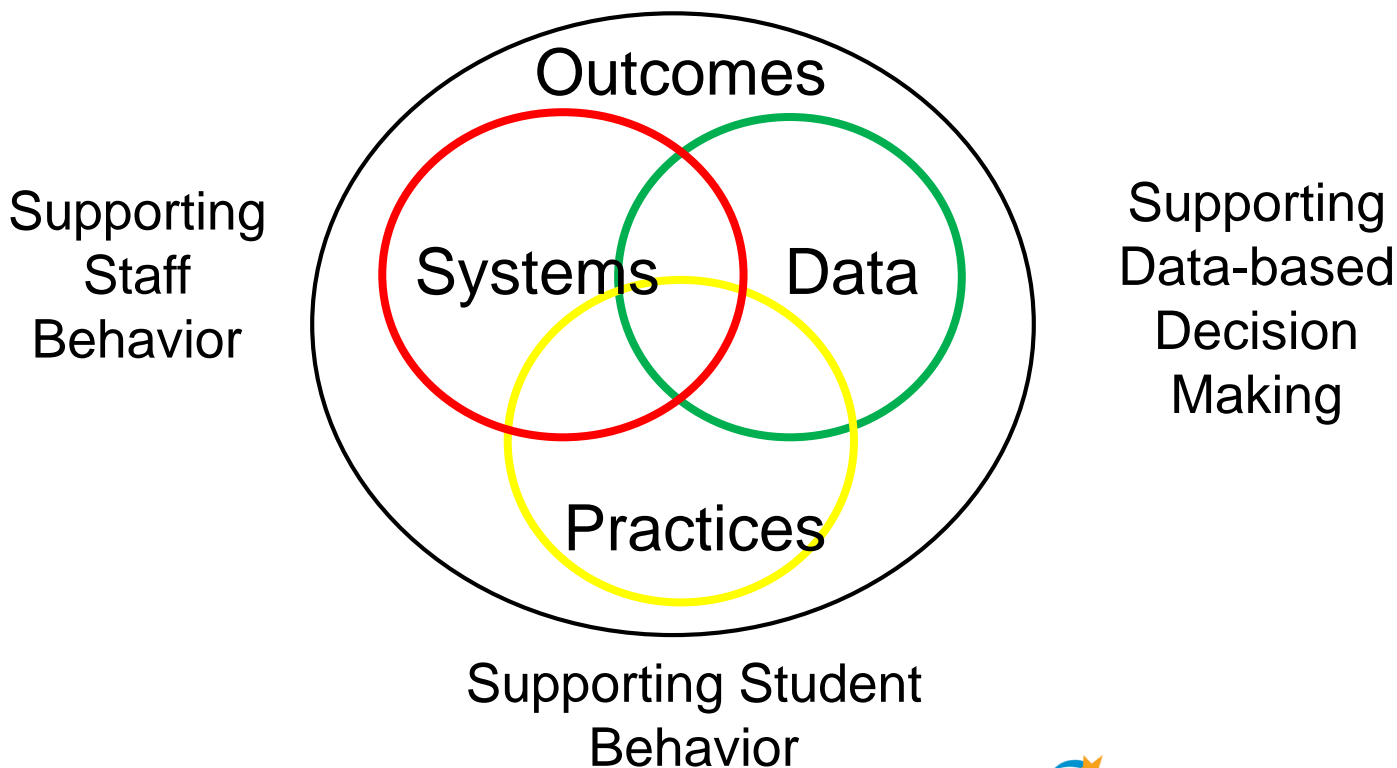 Outcomes
Supporting
Staff
Behavior
Systems
Data
Supporting
Data-based
Decision
Making
Practices
Supporting Student
Behavior